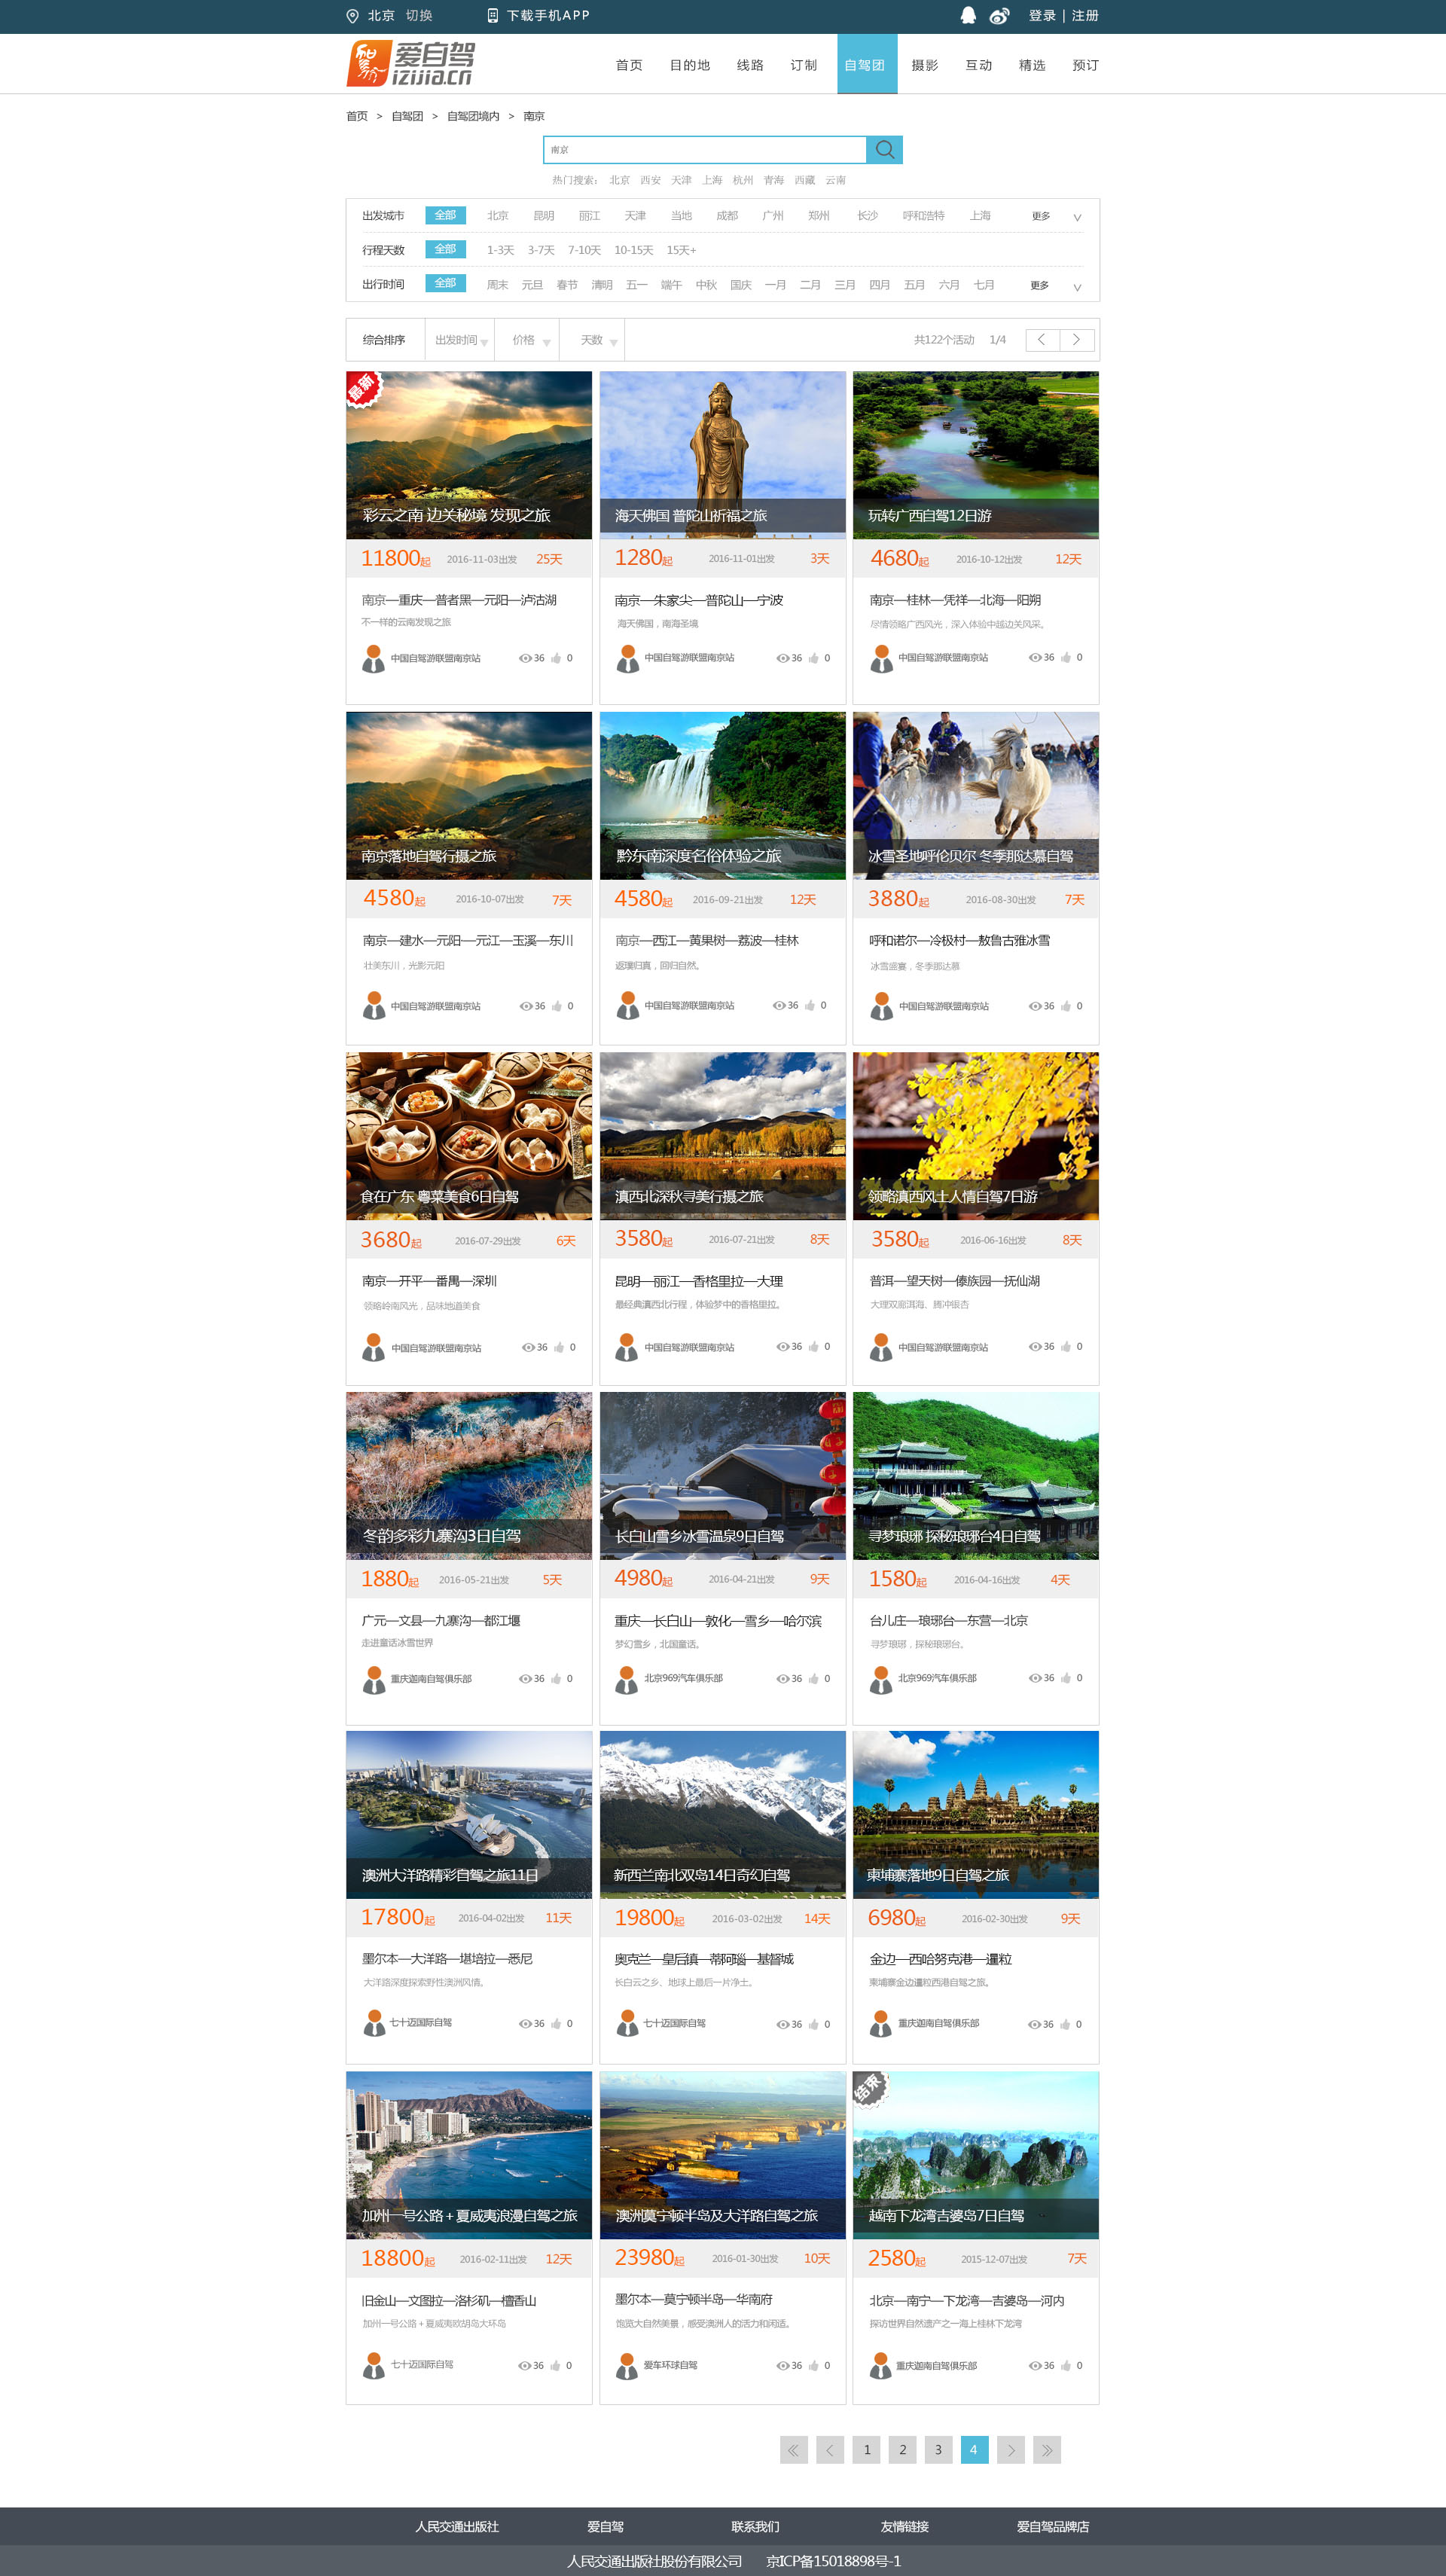 北京 切换 下载手机APP 登录 | 注册
爱自驾
izijia.cn
首页 目的地 线路 订制 自驾团 摄影 互动 精选 预订
首页 > 自驾团 > 自驾团境内 > 南京
南京
热门搜索： 北京 西安 天津 上海 杭州 青海 西藏 云南
出发城市 全部 北京 昆明 丽江 天津 当地 成都 广州 郑州 长沙 呼和浩特 上海 更多
行程天数 全部 1-3天 3-7天 7-10天 10-15天 15天+
出行时间 全部 周末 元旦 春节 清明 五一 端午 中秋 国庆 一月 二月 三月 四月 五月 六月 七月 更多
综合排序 出发时间 价格 天数 共122个活动 1/4
最新
彩云之南 边关秘境 发现之旅
11800起 2016-11-03出发 25天
南京—重庆—普者黑—元阳—泸沽湖
不一样的云南发现之旅
中国自驾游联盟南京站 36 0
海天佛国 普陀山祈福之旅
1280起 2016-11-01出发 3天
南京—朱家尖—普陀山—宁波
海天佛国，南海圣境
中国自驾游联盟南京站 36 0
玩转广西自驾12日游
4680起 2016-10-12出发 12天
南京—桂林—凭祥—北海—阳朔
尽情领略广西风光，深入体验中越边关风采。
中国自驾游联盟南京站 36 0
南京落地自驾行摄之旅
4580起 2016-10-07出发 7天
南京—建水—元阳—元江—玉溪—东川
壮美东川，光影元阳
中国自驾游联盟南京站 36 0
黔东南深度名俗体验之旅
4580起 2016-09-21出发 12天
南京—西江—黄果树—荔波—桂林
返璞归真，回归自然。
中国自驾游联盟南京站 36 0
冰雪圣地呼伦贝尔 冬季那达慕自驾
3880起 2016-08-30出发 7天
呼和诺尔—冷极村—敖鲁古雅冰雪
冰雪盛宴，冬季那达慕
中国自驾游联盟南京站 36 0
食在广东 粤菜美食6日自驾
3680起 2016-07-29出发 6天
南京—开平—番禺—深圳
领略岭南风光，品味地道美食
中国自驾游联盟南京站 36 0
滇西北深秋寻美行摄之旅
3580起 2016-07-21出发 8天
昆明—丽江—香格里拉—大理
最经典滇西北行程，体验梦中的香格里拉。
中国自驾游联盟南京站 36 0
领略滇西风土人情自驾7日游
3580起 2016-06-16出发 8天
普洱—望天树—傣族园—抚仙湖
大理双廊洱海、腾冲银杏
中国自驾游联盟南京站 36 0
冬韵多彩九寨沟3日自驾
1880起 2016-05-21出发 5天
广元—文县—九寨沟—都江堰
走进童话冰雪世界
重庆迦南自驾俱乐部 36 0
长白山雪乡冰雪温泉9日自驾
4980起 2016-04-21出发 9天
重庆—长白山—敦化—雪乡—哈尔滨
梦幻雪乡，北国童话。
北京969汽车俱乐部 36 0
寻梦琅琊 探秘琅琊台4日自驾
1580起 2016-04-16出发 4天
台儿庄—琅琊台—东营—北京
寻梦琅琊，探秘琅琊台。
北京969汽车俱乐部 36 0
澳洲大洋路精彩自驾之旅11日
17800起 2016-04-02出发 11天
墨尔本—大洋路—堪培拉—悉尼
大洋路深度探索野性澳洲风情。
七十迈国际自驾 36 0
新西兰南北双岛14日奇幻自驾
19800起 2016-03-02出发 14天
奥克兰—皇后镇—蒂阿瑙—基督城
长白云之乡、地球上最后一片净土。
七十迈国际自驾 36 0
柬埔寨落地9日自驾之旅
6980起 2016-02-30出发 9天
金边—西哈努克港—暹粒
柬埔寨金边暹粒西港自驾之旅。
重庆迦南自驾俱乐部 36 0
加州一号公路＋夏威夷浪漫自驾之旅
18800起 2016-02-11出发 12天
旧金山—文图拉—洛杉矶—檀香山
加州一号公路＋夏威夷欧胡岛大环岛
七十迈国际自驾 36 0
澳洲莫宁顿半岛及大洋路自驾之旅
23980起 2016-01-30出发 10天
墨尔本—莫宁顿半岛—华南府
饱览大自然美景，感受澳洲人的活力和闲适。
爱车环球自驾 36 0
结束
越南下龙湾吉婆岛7日自驾
2580起 2015-12-07出发 7天
北京—南宁—下龙湾—吉婆岛—河内
探访世界自然遗产之一海上桂林下龙湾
重庆迦南自驾俱乐部 36 0
1 2 3 4
人民交通出版社 爱自驾 联系我们 友情链接 爱自驾品牌店
人民交通出版社股份有限公司 京ICP备15018898号-1